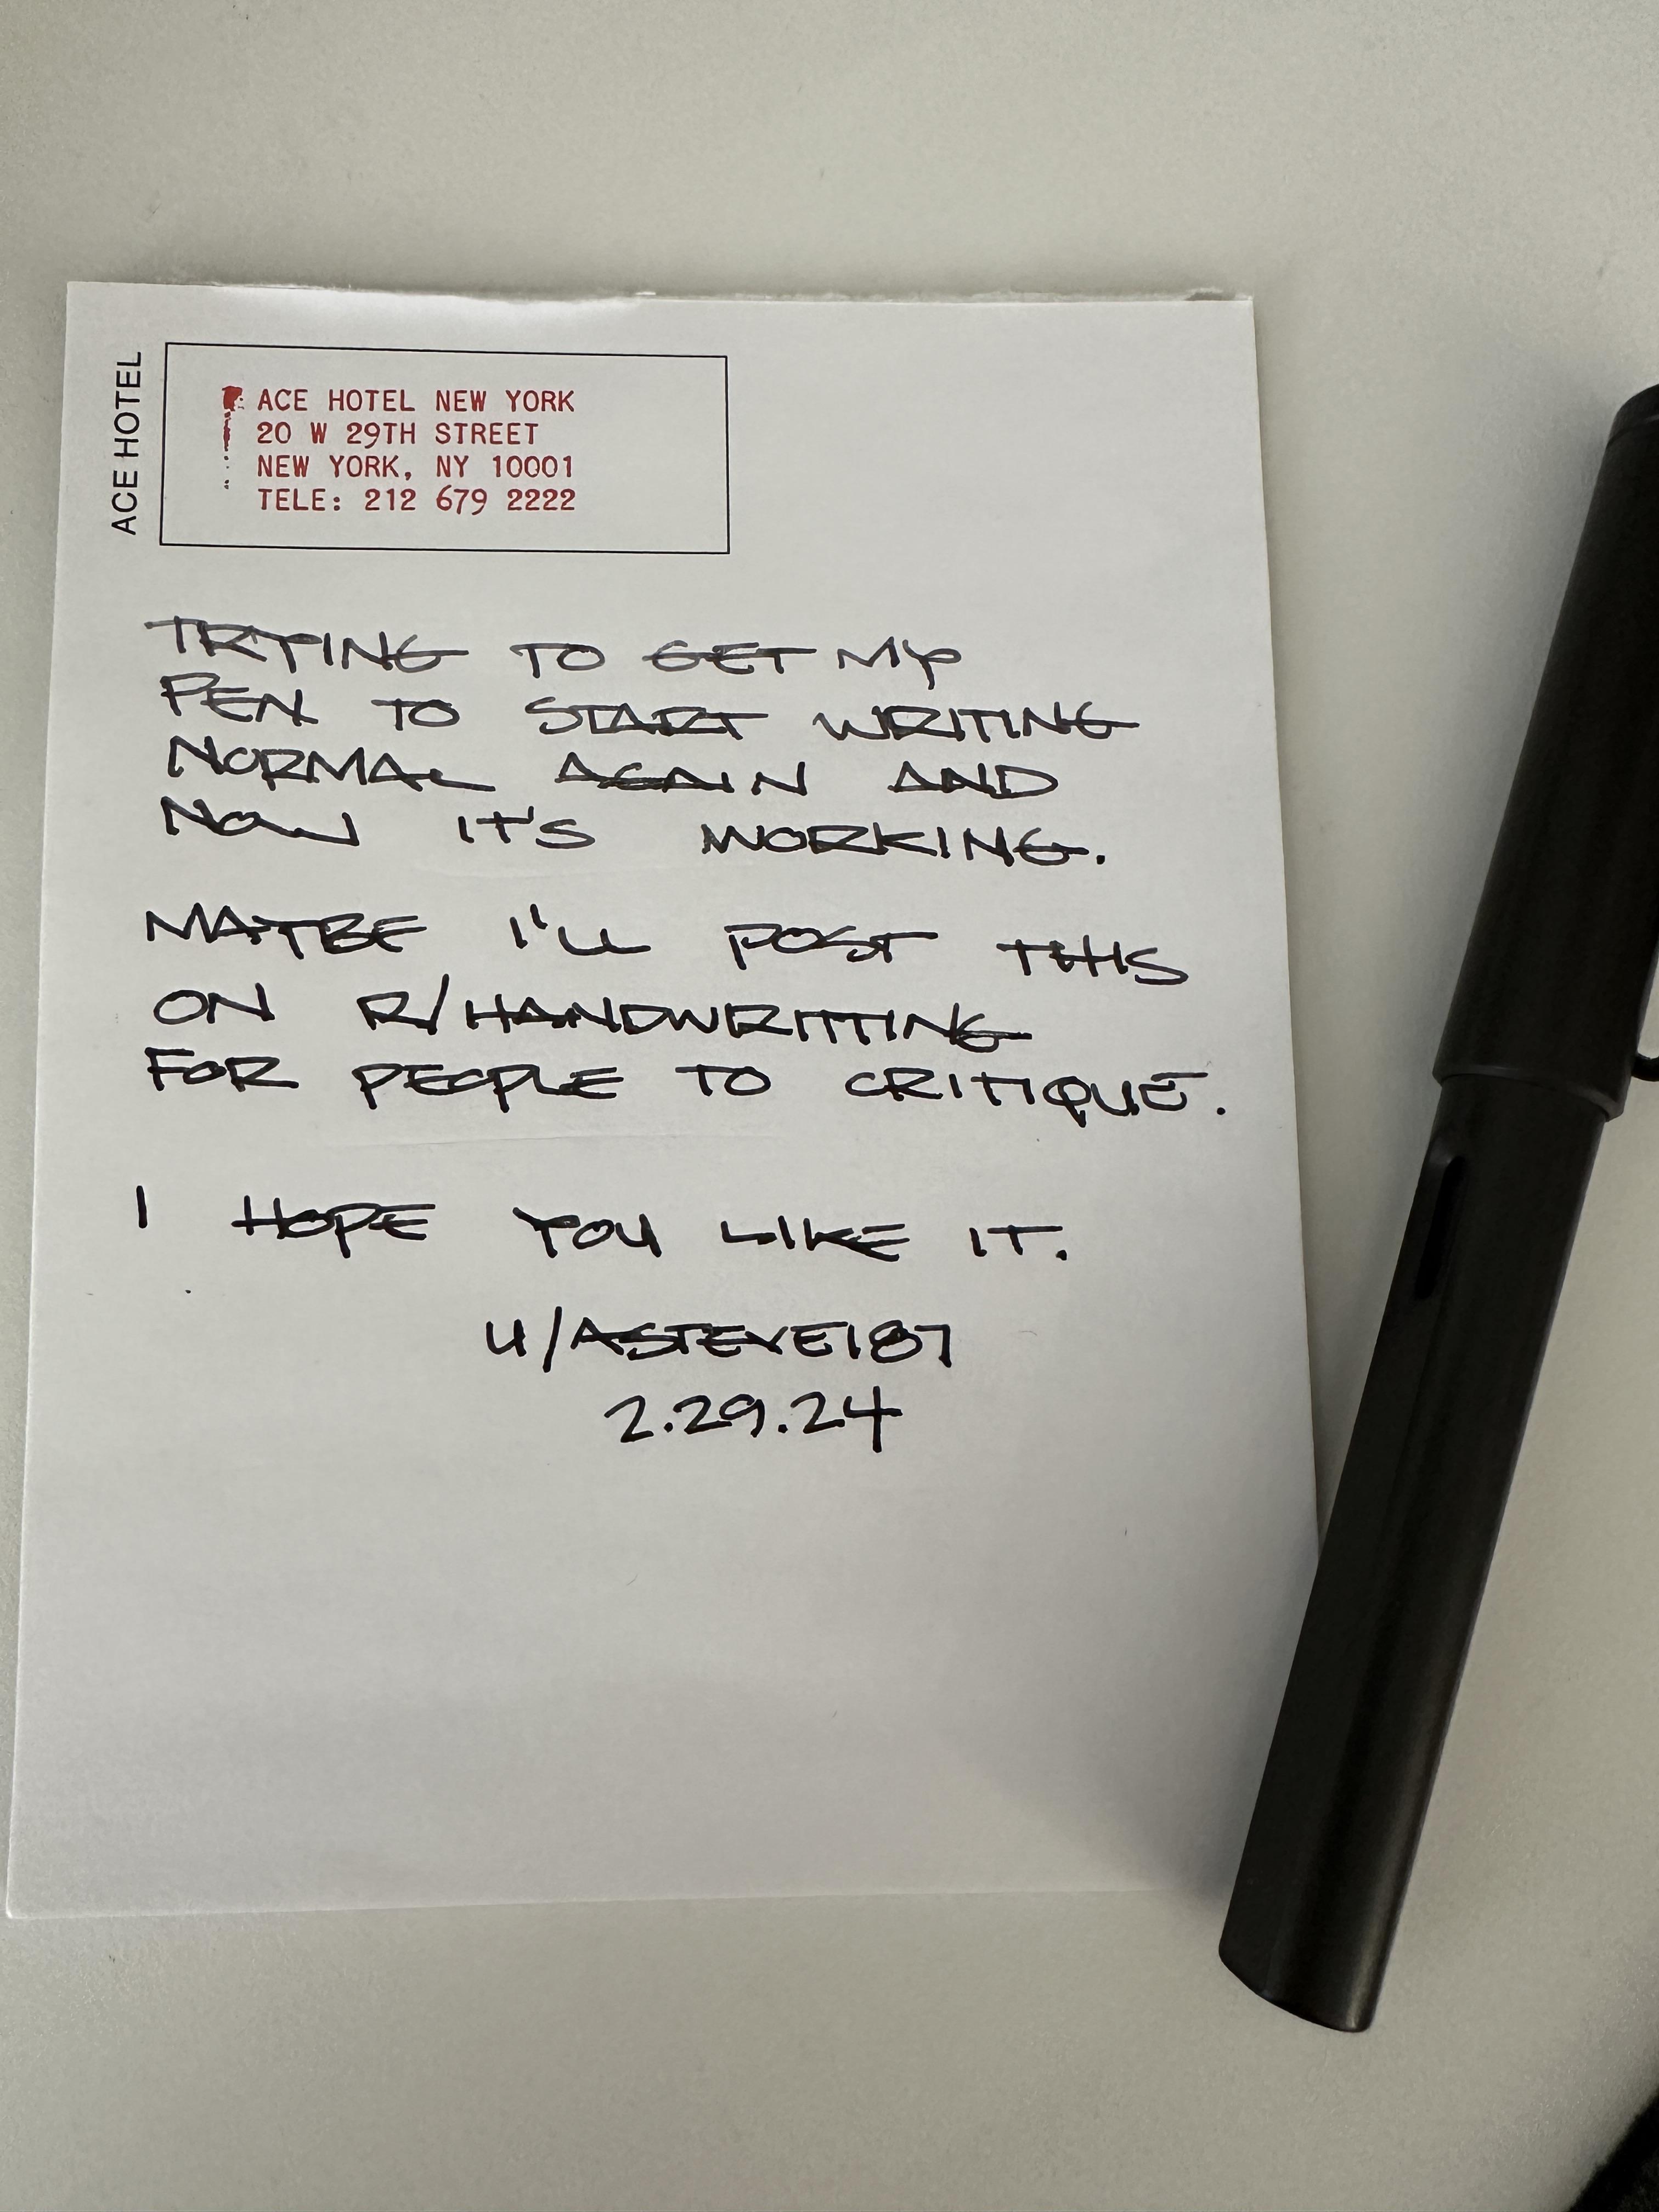 ACE HOTEL
ACE HOTEL NEW YORK
20 W 29TH STREET
NEW YORK, NY 10001
TELE: 212 679 2222
TRYING TO GET MY
PEN TO START WRITING
NORMAL AGAIN AND
NOW IT'S WORKING.
MAYBE I'LL POST THIS
ON R/HANDWRITTING
FOR PEOPLE TO CRITIQUE.
I HOPE YOU LIKE IT.
U/ASTEVE187
2.29.24